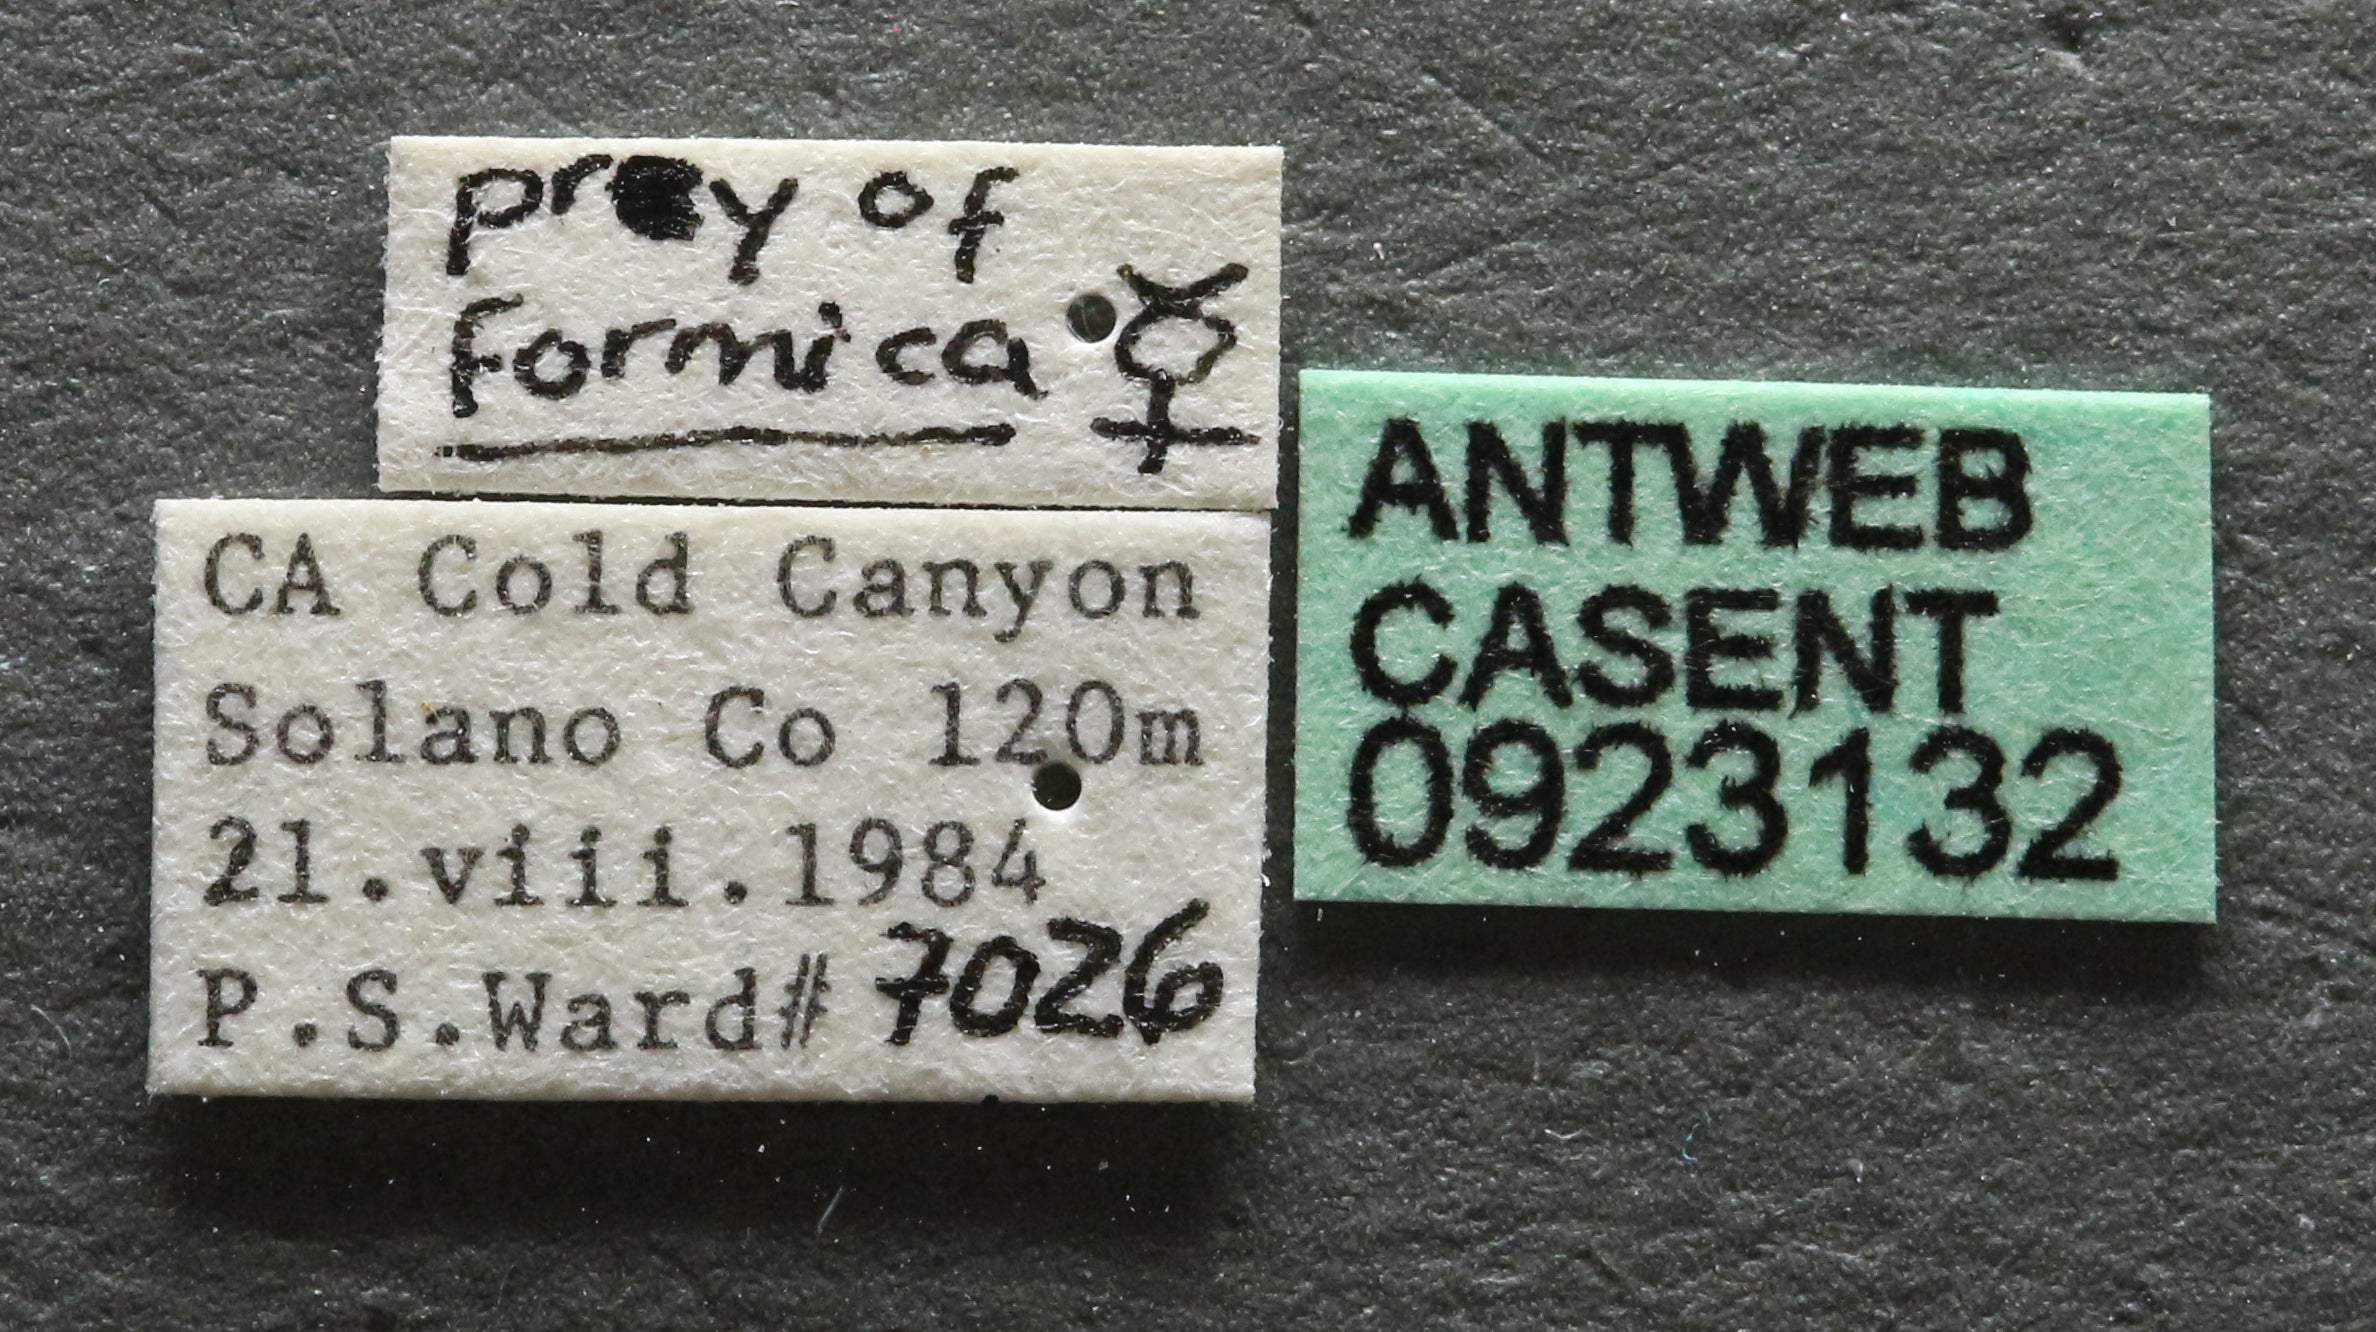 prey of
Formica ☿
CA Cold Canyon
Solano Co 120m
21.viii.1984
P.S.Ward# 7026
ANTWEB
CASENT
0923132